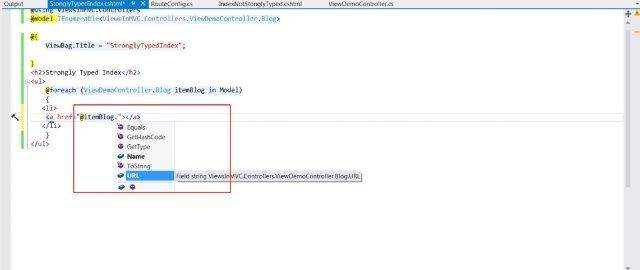 Output
StronglyTypedIndex.cshtml*
RouteConfig.cs
IndexNotStonglyTyped.cshtml
ViewDemoController.cs
@using ViewsInMVC.Controllers
@model IEnumerable<ViewsInMVC.Controllers.ViewDemoController.Blog>
@{
ViewBag.Title = "StronglyTypedIndex";
}
<h2>Strongly Typed Index</h2>
<ul>
@foreach (ViewDemoController.Blog itemBlog in Model)
{
<li>
<a href="@itemBlog."></a>
</li>
}
</ul>
Equals
GetHashCode
GetType
Name
ToString
URL
Field string ViewsInMVC.Controllers.ViewDemoController.Blog.URL